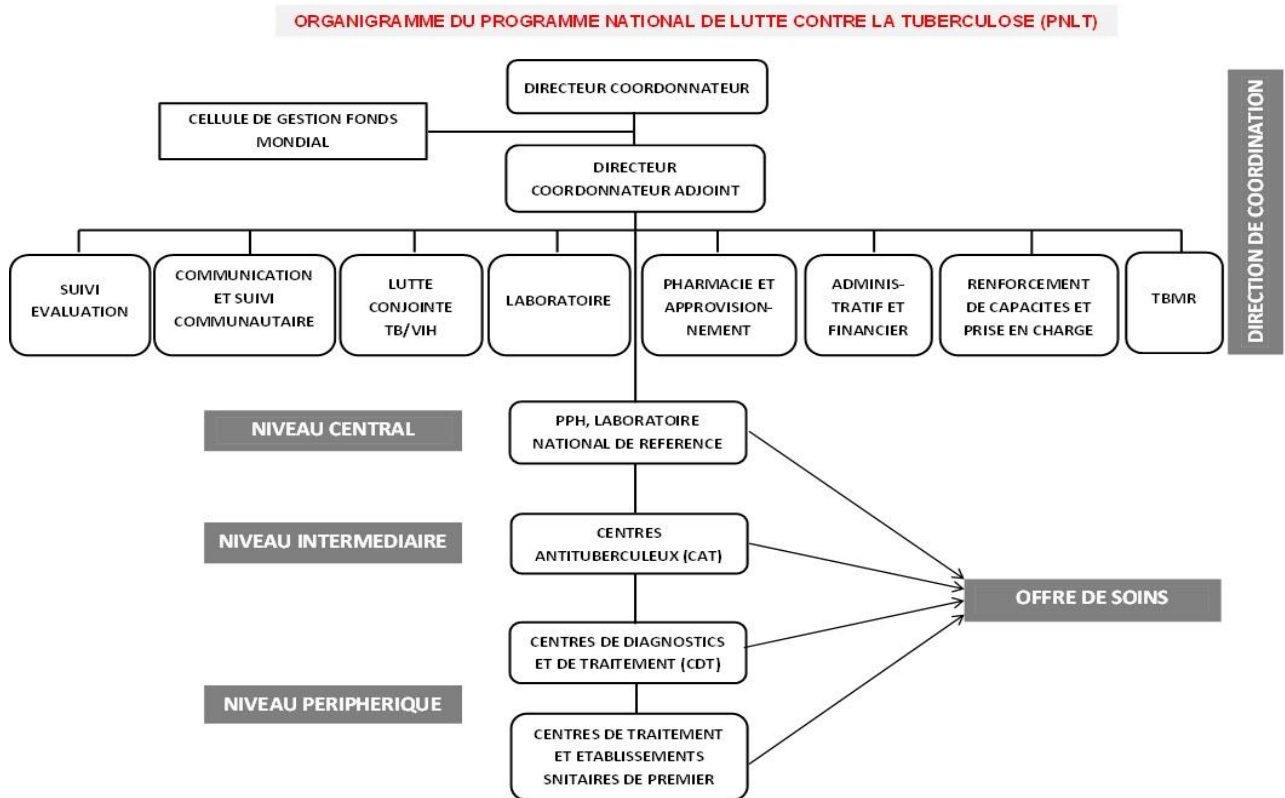 ORGANIGRAMME DU PROGRAMME NATIONAL DE LUTTE CONTRE LA TUBERCULOSE (PNLT)
DIRECTEUR COORDONNATEUR
CELLULE DE GESTION FONDS
MONDIAL
DIRECTEUR
COORDONNATEUR ADJOINT
DIRECTION DE COORDINATION
SUIVI
EVALUATION
COMMUNICATION
ET SUIVI
COMMUNAUTAIRE
LUTTE
CONJOINTE
TB/VIH
LABORATOIRE
PHARMACIE ET
APPROVISION-
NEMENT
ADMINIS-
TRATIF ET
FINANCIER
RENFORCEMENT
DE CAPACITES ET
PRISE EN CHARGE
TBMR
NIVEAU CENTRAL
PPH, LABORATOIRE
NATIONAL DE REFERENCE
NIVEAU INTERMEDIAIRE
CENTRES
ANTITUBERCULEUX (CAT)
OFFRE DE SOINS
CENTRES DE DIAGNOSTICS
ET DE TRAITEMENT (CDT)
NIVEAU PERIPHERIQUE
CENTRES DE TRAITEMENT
ET ETABLISSEMENTS
SNITAIRES DE PREMIER